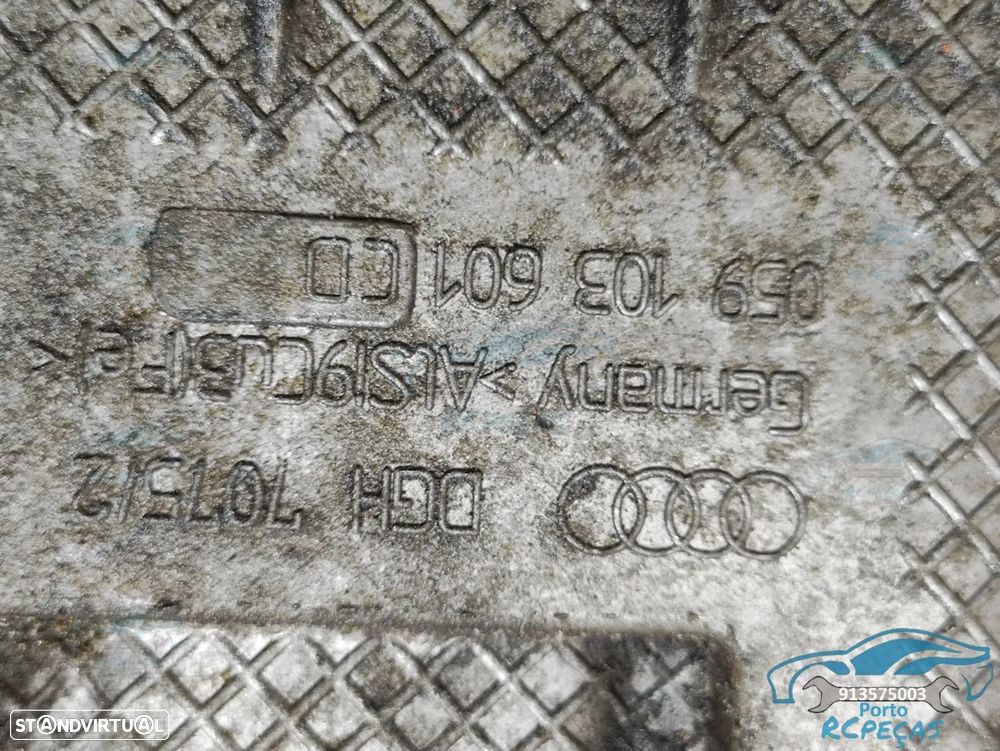 DGH 7075/2
Germany >AlSi9Cu3(Fe)<
059 103 601 CD
913575003
Porto
RCPEÇAS
STANDVIRTUAL